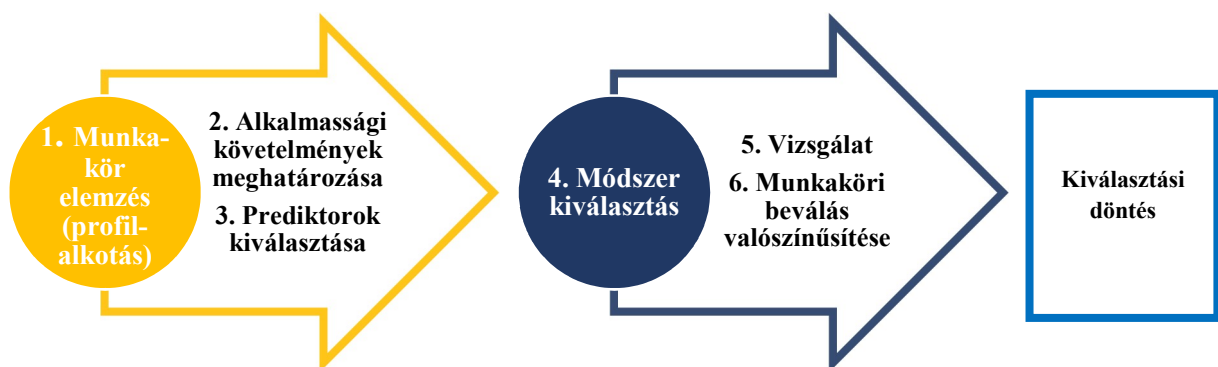 1. Munka-
kör
elemzés
(profil-
alkotás)
2. Alkalmassági
követelmények
meghatározása
3. Prediktorok
kiválasztása
4. Módszer
kiválasztás
5. Vizsgálat
6. Munkaköri
beválás
valószínűsítése
Kiválasztási
döntés